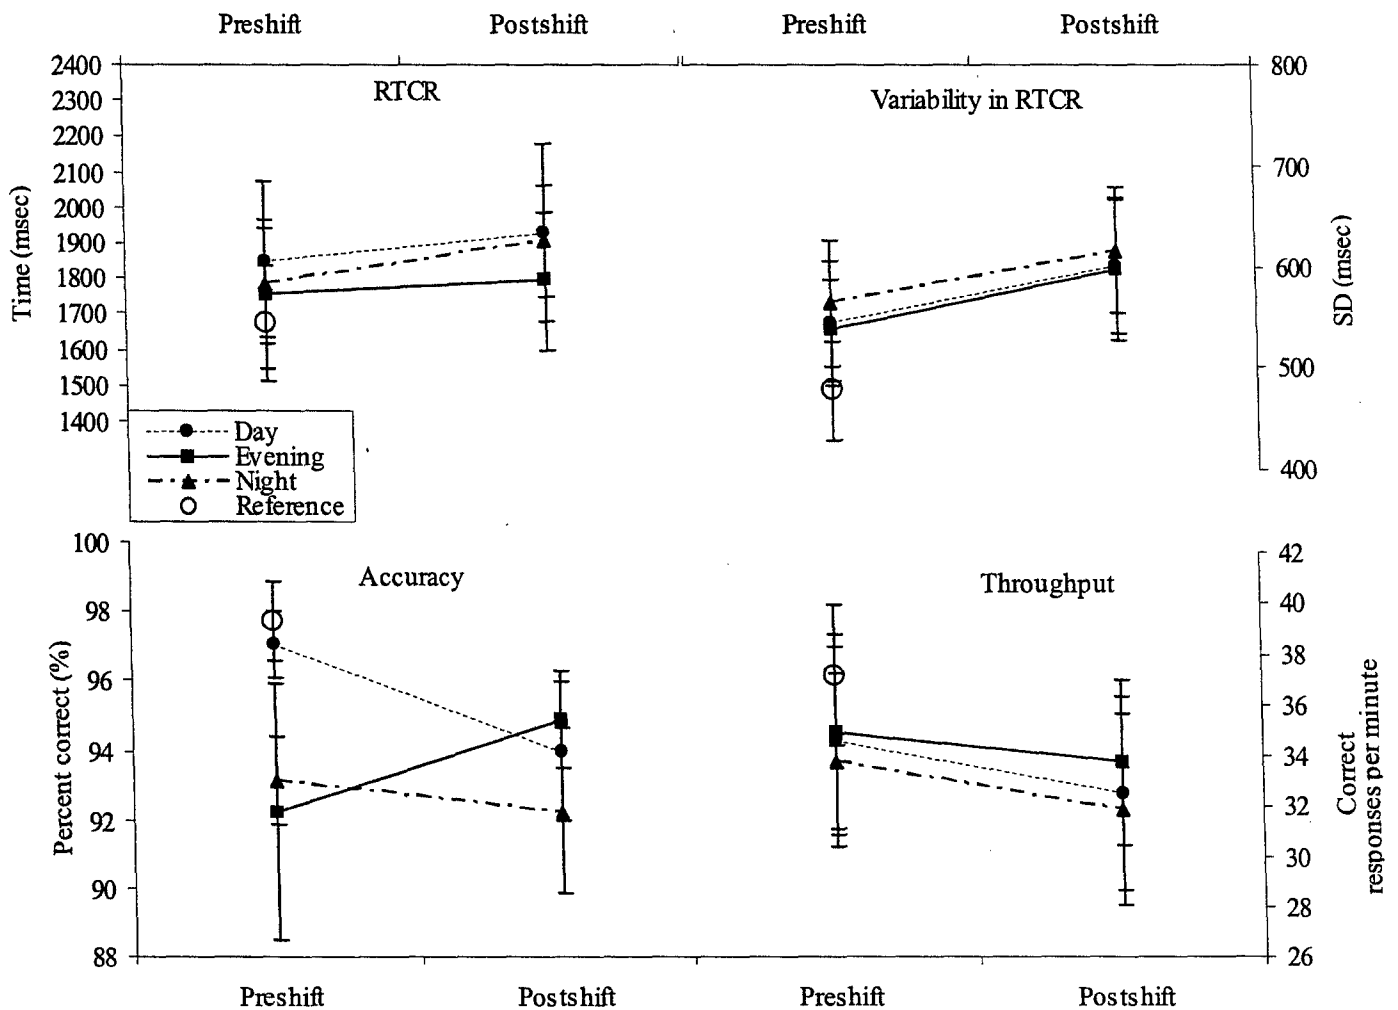 Preshift Postshift Preshift Postshift
2400
2300
2200
2100
2000
1900
1800
1700
1600
1500
1400
Time (msec)
RTCR
Variability in RTCR
800
700
600
500
400
SD (msec)
Day
Evening
Night
Reference
100
98
96
94
92
90
88
Percent correct (%)
Accuracy
Throughput
42
40
38
36
34
32
30
28
26
Correct
responses per minute
Preshift Postshift Preshift Postshift